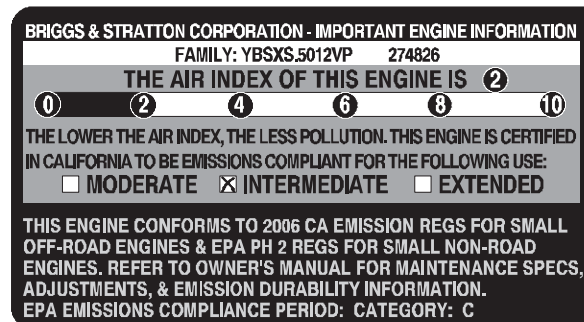 BRIGGS & STRATTON CORPORATION - IMPORTANT ENGINE INFORMATION
FAMILY: YBSXS.5012VP 274826
THE AIR INDEX OF THIS ENGINE IS 2
0 2 4 6 8 10
THE LOWER THE AIR INDEX, THE LESS POLLUTION. THIS ENGINE IS CERTIFIED
IN CALIFORNIA TO BE EMISSIONS COMPLIANT FOR THE FOLLOWING USE:
☐ MODERATE ☒ INTERMEDIATE ☐ EXTENDED
THIS ENGINE CONFORMS TO 2006 CA EMISSION REGS FOR SMALL
OFF-ROAD ENGINES & EPA PH 2 REGS FOR SMALL NON-ROAD
ENGINES. REFER TO OWNER'S MANUAL FOR MAINTENANCE SPECS,
ADJUSTMENTS, & EMISSION DURABILITY INFORMATION.
EPA EMISSIONS COMPLIANCE PERIOD: CATEGORY: C